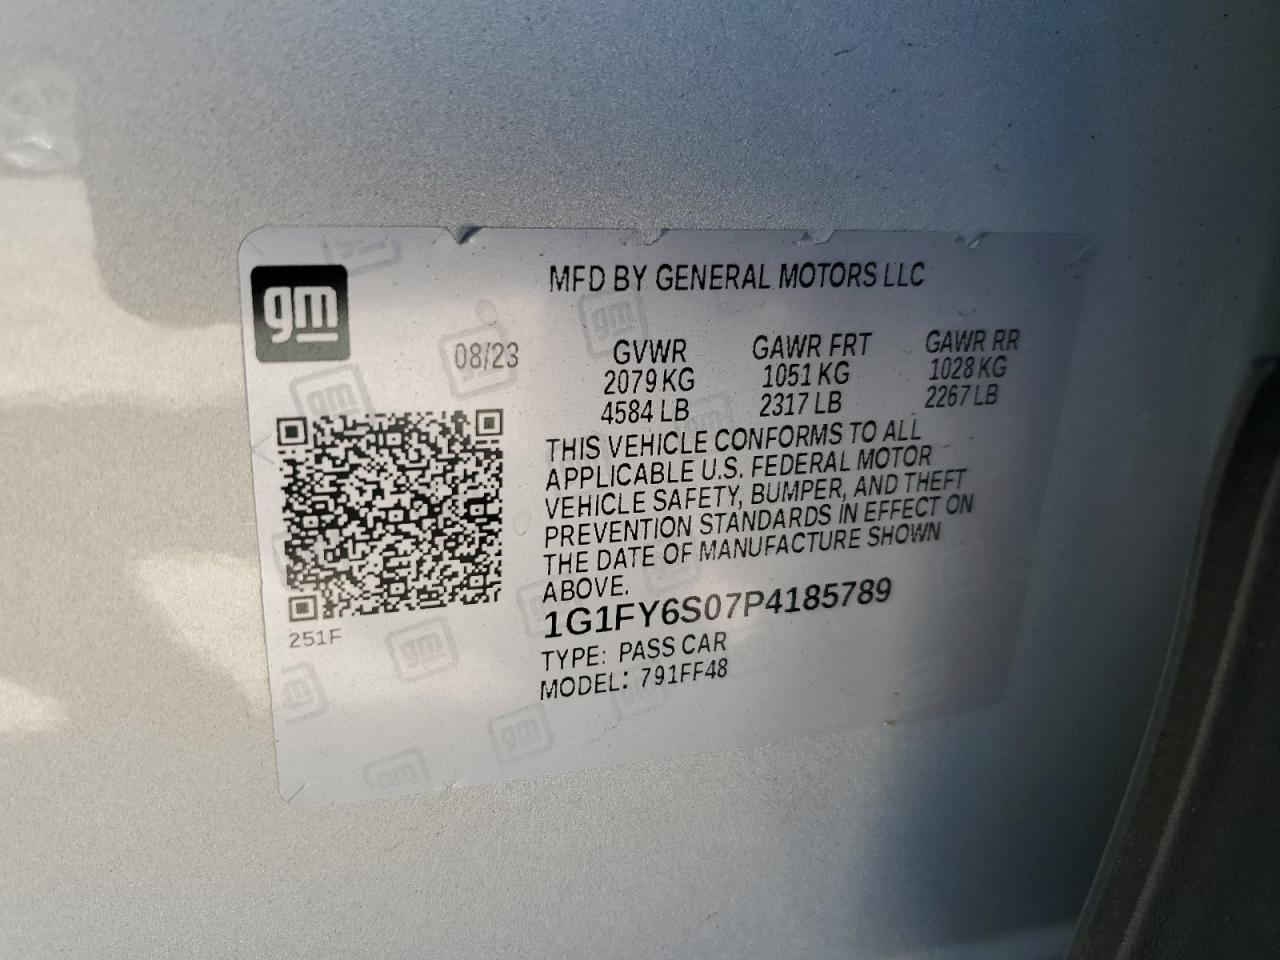 gm
MFD BY GENERAL MOTORS LLC
08/23
GVWR GAWR FRT GAWR RR
2079 KG 1051 KG 1028 KG
4584 LB 2317 LB 2267 LB
THIS VEHICLE CONFORMS TO ALL
APPLICABLE U.S. FEDERAL MOTOR
VEHICLE SAFETY, BUMPER, AND THEFT
PREVENTION STANDARDS IN EFFECT ON
THE DATE OF MANUFACTURE SHOWN
ABOVE.
1G1FY6S07P4185789
251F
TYPE: PASS CAR
MODEL: 791FF48